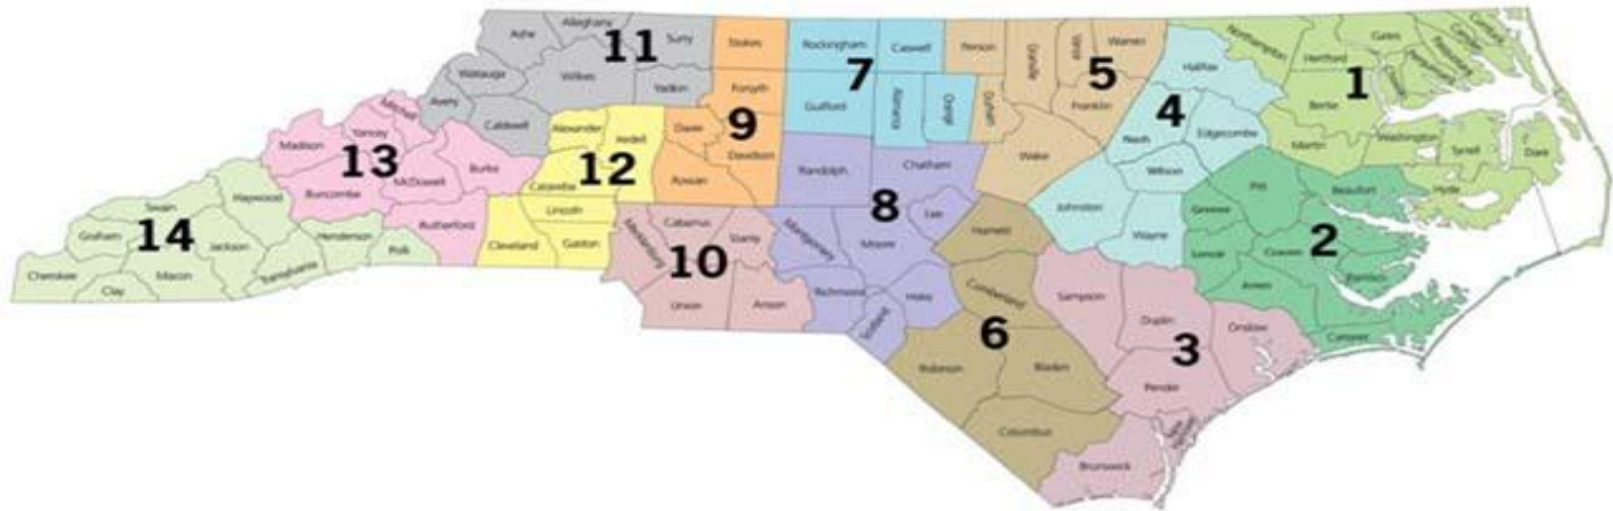 Ashe
Alleghany
11
Surry
Watauga
Wilkes
Yadkin
Avery
Caldwell
Stokes
Forsyth
9
Davie
Davidson
Rowan
Rockingham
Caswell
7
Guilford
Alamance
Orange
Person
Granville
Vance
Warren
5
Franklin
Durham
Wake
Northampton
Hertford
Gates
1
Bertie
Martin
Washington
Tyrrell
Dare
Hyde
Halifax
4
Nash
Edgecombe
Wilson
Johnston
Wayne
Mitchell
Yancey
Madison
13
Burke
McDowell
Buncombe
Rutherford
Alexander
Iredell
12
Catawba
Lincoln
Cleveland
Gaston
Randolph
Chatham
8
Lee
Montgomery
Moore
Richmond
Hoke
Scotland
Pitt
Beaufort
Greene
2
Lenoir
Craven
Pamlico
Jones
Carteret
Haywood
Swain
Graham
14
Jackson
Henderson
Polk
Transylvania
Cherokee
Macon
Clay
Mecklenburg
Cabarrus
Stanly
10
Union
Anson
Harnett
Cumberland
6
Robeson
Bladen
Columbus
Sampson
Duplin
Onslow
3
Pender
Brunswick